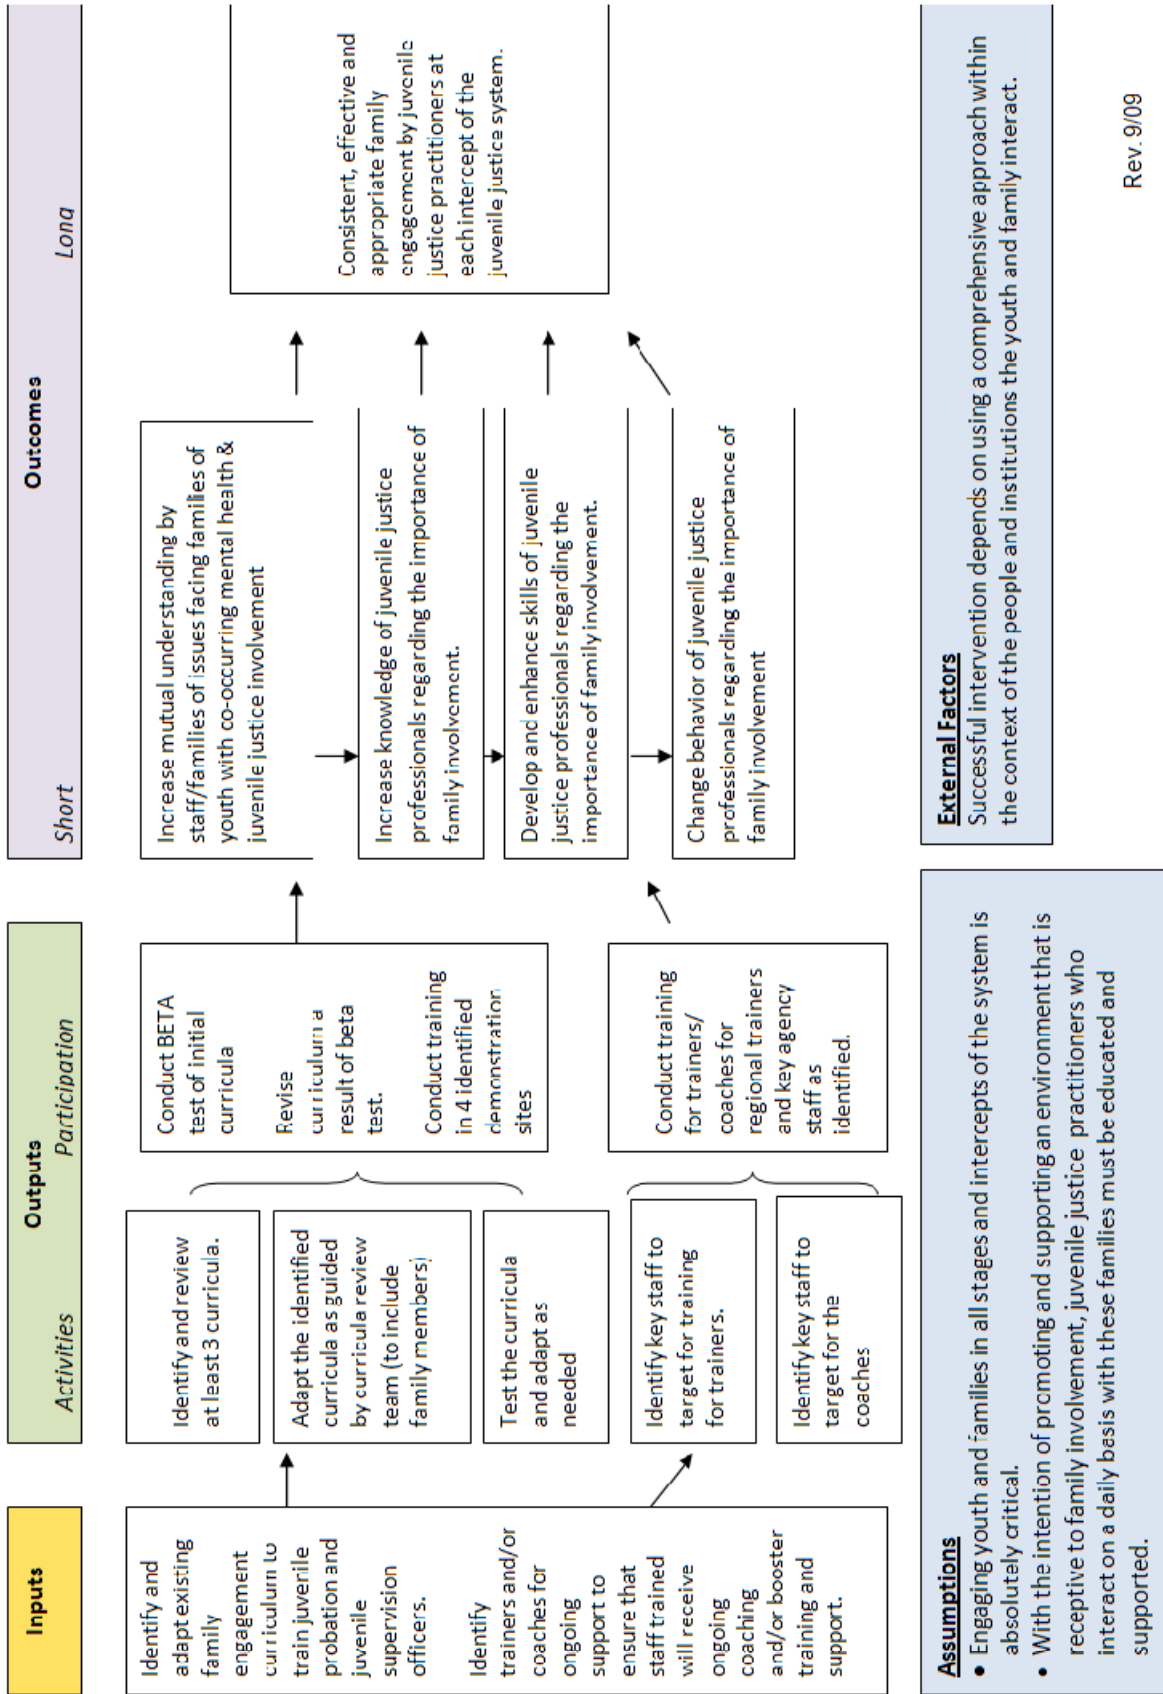 Inputs
Outputs
Activities
Participation
Outcomes
Short
Long
Identify and
adapt existing
family
engagement
curriculum to
train juvenile
probation and
juvenile
supervision
officers.
Identify
trainers and/or
coaches for
ongoing
support to
ensure that
staff trained
will receive
ongoing
coaching
and/or booster
training and
support.
Identify and review
at least 3 curricula.
Adapt the identified
curricula as guided
by curricula review
team (to include
family members)
Test the curricula
and adapt as
needed
Identify key staff to
target for training
for trainers.
Identify key staff to
target for the
coaches
Conduct BETA
test of initial
curricula
Revise
curriculum a
result of beta
test.
Conduct training
in 4 identified
demonstration
sites
Conduct training
for trainers/
coaches for
regional trainers
and key agency
staff as
identified.
Increase mutual understanding by
staff/families of issues facing families of
youth with co-occurring mental health &
juvenile justice involvement
Increase knowledge of juvenile justice
professionals regarding the importance of
family involvement.
Develop and enhance skills of juvenile
justice professionals regarding the
importance of family involvement.
Change behavior of juvenile justice
professionals regarding the importance of
family involvement
Consistent, effective and
appropriate family
engagement by juvenile
justice practitioners at
each intercept of the
juvenile justice system.
Assumptions
• Engaging youth and families in all stages and intercepts of the system is
absolutely critical.
• With the intention of promoting and supporting an environment that is
receptive to family involvement, juvenile justice practitioners who
interact on a daily basis with these families must be educated and
supported.
External Factors
Successful intervention depends on using a comprehensive approach within
the context of the people and institutions the youth and family interact.
Rev. 9/09